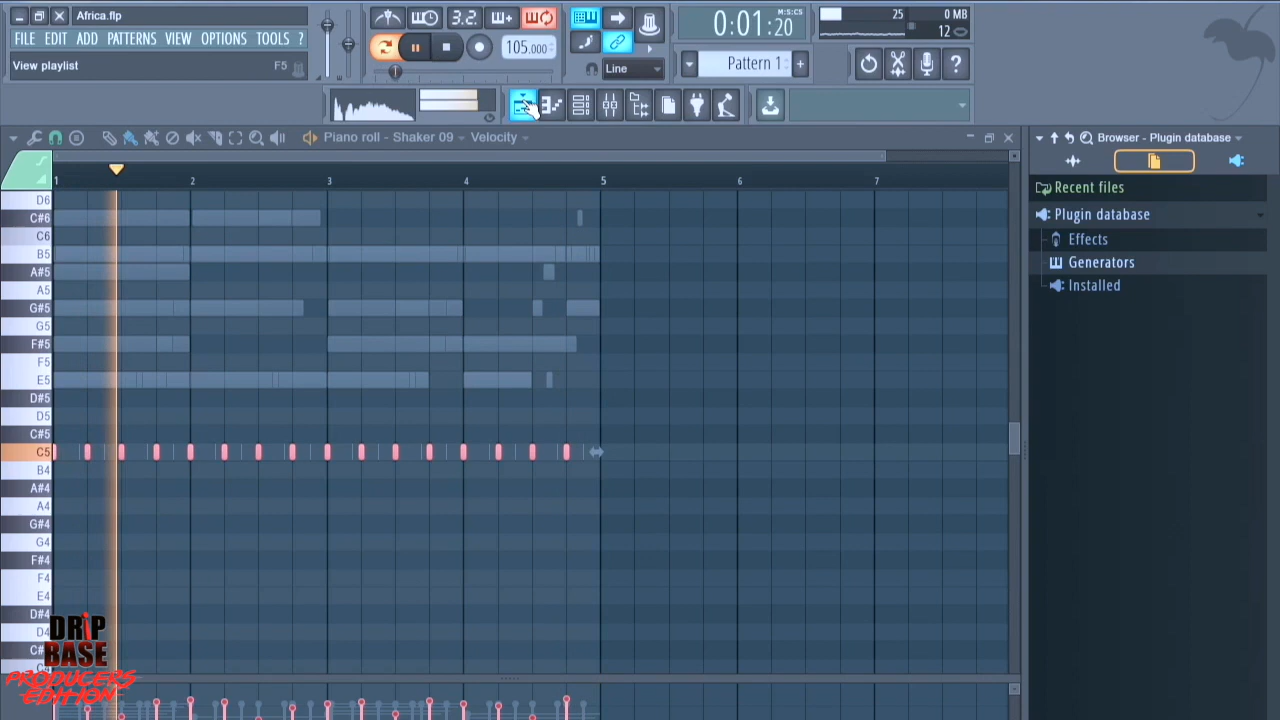 Africa.flp
FILE EDIT ADD PATTERNS VIEW OPTIONS TOOLS ?
View playlist F5
3.2.
105.000
Line
0:01:20
M:S:CS
Pattern 1
25
0 MB
12
Piano roll - Shaker 09 Velocity
1 2 3 4 5 6 7
D6
C#6
C6
B5
A#5
A5
G#5
G5
F#5
F5
E5
D#5
D5
C#5
C5
B4
A#4
A4
G#4
G4
F#4
F4
E4
D#4
D4
Browser - Plugin database
Recent files
Plugin database
Effects
Generators
Installed
DRiP
BASE
PRODUCERS
EDITION